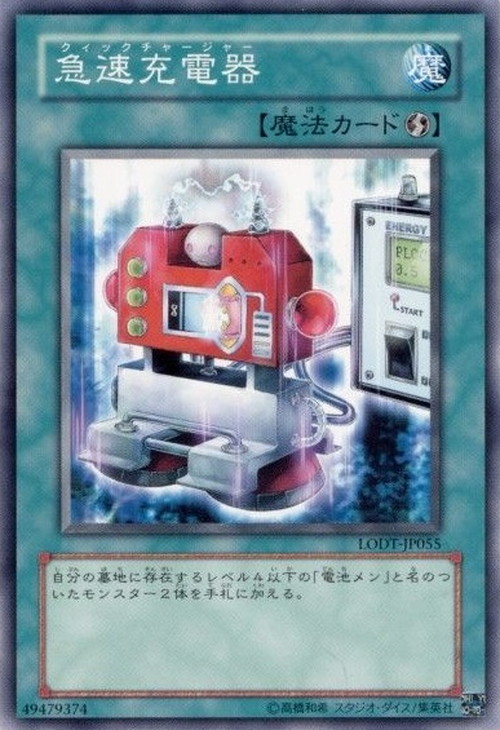 クイックチャージャー
急速充電器
魔
【魔法カード
まほう
】
ENERGY
START
LODT-JP055
自分の墓地に存在するレベル4以下の「電池メン」と名のつ
いたモンスター2体を手札に加える。
49479374
©高橋和希 スタジオ・ダイス/集英社